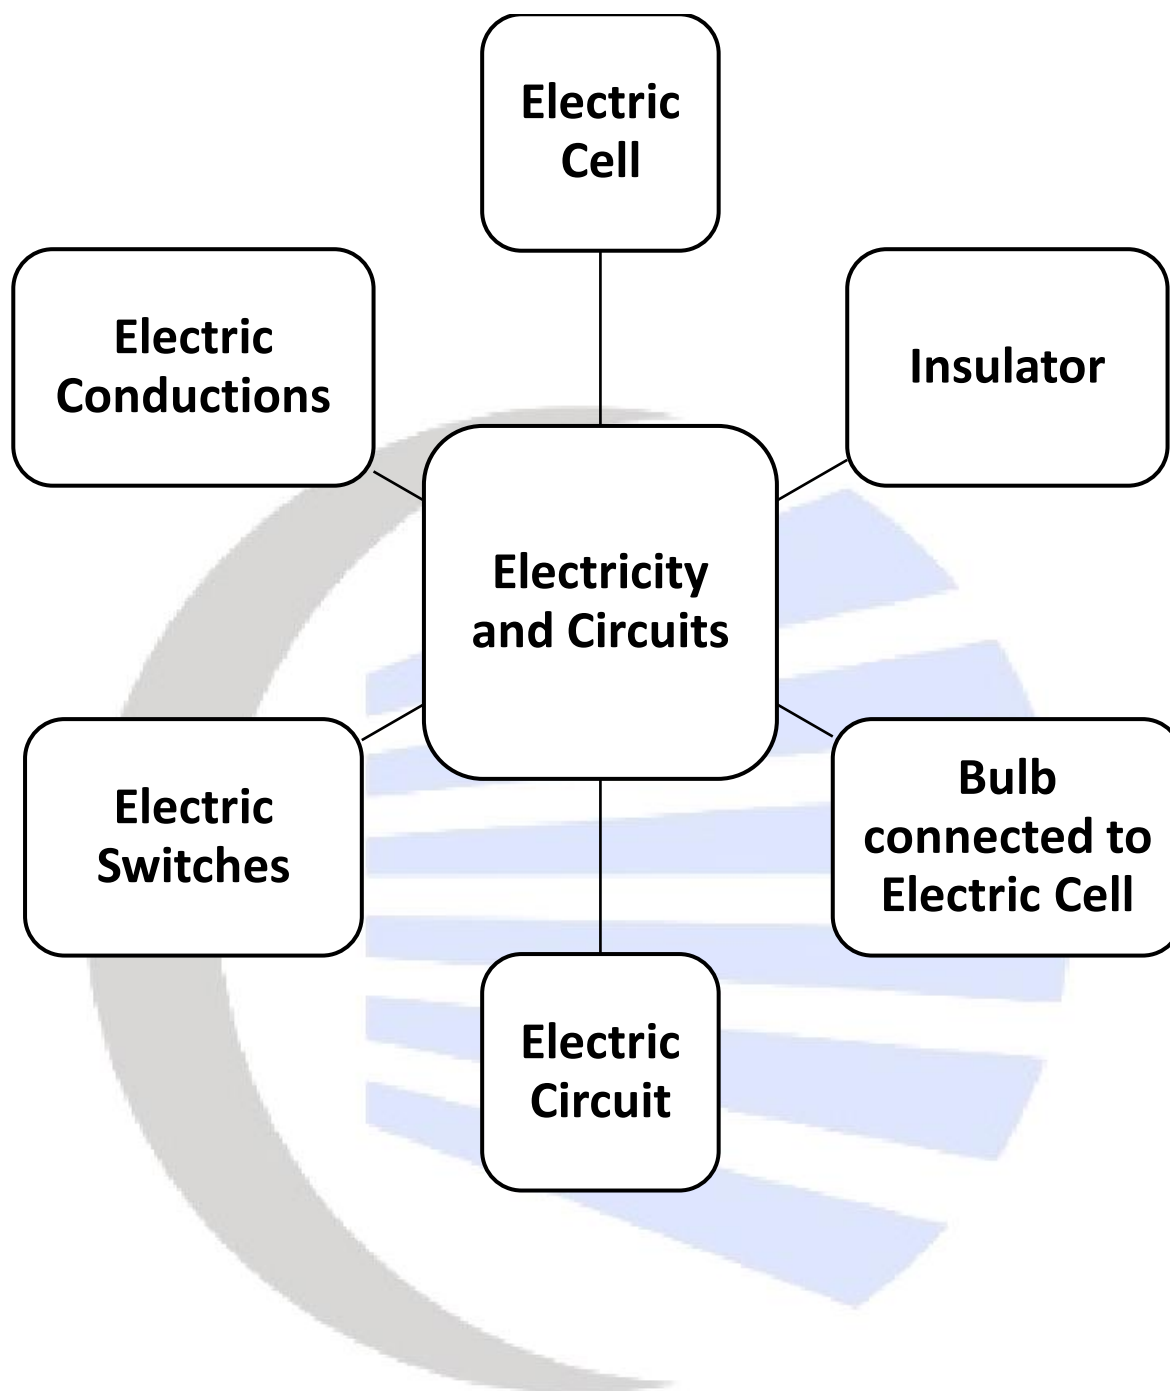 Electric
Cell
Electric
Conductions
Insulator
Electricity
and Circuits
Electric
Switches
Bulb
connected to
Electric Cell
Electric
Circuit